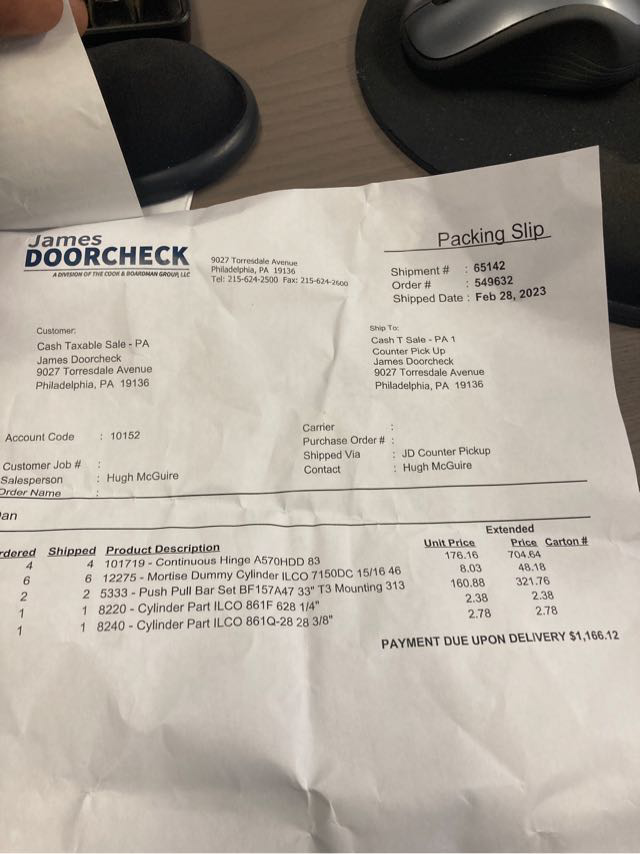 James
DOORCHECK
A DIVISION OF THE COOK & BOARDMAN GROUP, LLC
9027 Torresdale Avenue
Philadelphia, PA 19136
Tel: 215-624-2500 Fax: 215-624-2600
Packing Slip
Shipment # : 65142
Order # : 549632
Shipped Date : Feb 28, 2023
Customer:
Cash Taxable Sale - PA
James Doorcheck
9027 Torresdale Avenue
Philadelphia, PA 19136
Ship To:
Cash T Sale - PA 1
Counter Pick Up
James Doorcheck
9027 Torresdale Avenue
Philadelphia, PA 19136
Account Code : 10152
Customer Job # :
Salesperson : Hugh McGuire
Order Name :
Carrier :
Purchase Order # :
Shipped Via : JD Counter Pickup
Contact : Hugh McGuire
an
rdered Shipped Product Description Unit Price Extended Price Carton #
4 4 101719 - Continuous Hinge A570HDD 83 176.16 704.64
6 6 12275 - Mortise Dummy Cylinder ILCO 7150DC 15/16 46 8.03 48.18
2 2 5333 - Push Pull Bar Set BF157A47 33" T3 Mounting 313 160.88 321.76
1 1 8220 - Cylinder Part ILCO 861F 628 1/4" 2.38 2.38
1 1 8240 - Cylinder Part ILCO 861Q-28 28 3/8" 2.78 2.78
PAYMENT DUE UPON DELIVERY $1,166.12